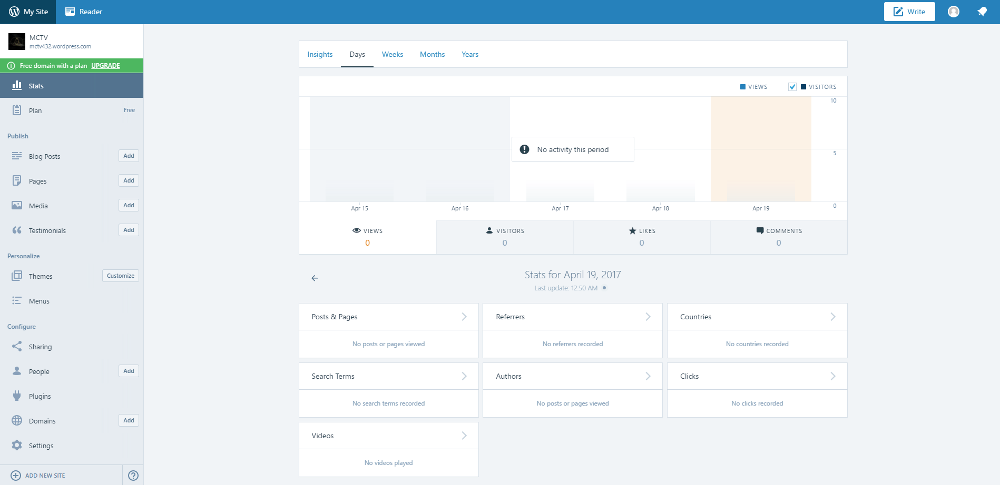 My Site
Reader
Write
MCTV
mctv432.wordpress.com
Free domain with a plan UPGRADE
Stats
Plan Free
Publish
Blog Posts Add
Pages Add
Media Add
Testimonials Add
Personalize
Themes Customize
Menus
Configure
Sharing
People Add
Plugins
Domains Add
Settings
ADD NEW SITE
Insights Days Weeks Months Years
VIEWS VISITORS
10
No activity this period
5
0
Apr 15 Apr 16 Apr 17 Apr 18 Apr 19
VIEWS VISITORS LIKES COMMENTS
0 0 0 0
Stats for April 19, 2017
Last update: 12:50 AM
Posts & Pages
No posts or pages viewed
Referrers
No referrers recorded
Countries
No countries recorded
Search Terms
No search terms recorded
Authors
No posts or pages viewed
Clicks
No clicks recorded
Videos
No videos played